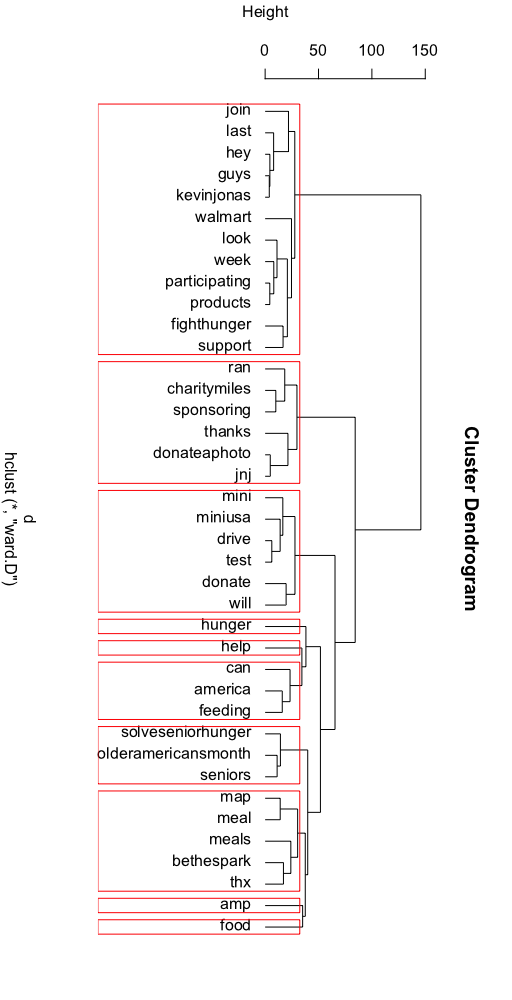 Height
0 50 100 150
join
last
hey
guys
kevinjonas
walmart
look
week
participating
products
fighthunger
support
ran
charitymiles
sponsoring
thanks
donateaphoto
jnj
mini
miniusa
drive
test
donate
will
hunger
help
can
america
feeding
solveseniorhunger
olderamericansmonth
seniors
map
meal
meals
bethespark
thx
amp
food
Cluster Dendrogram
d
hclust (*, "ward.D")